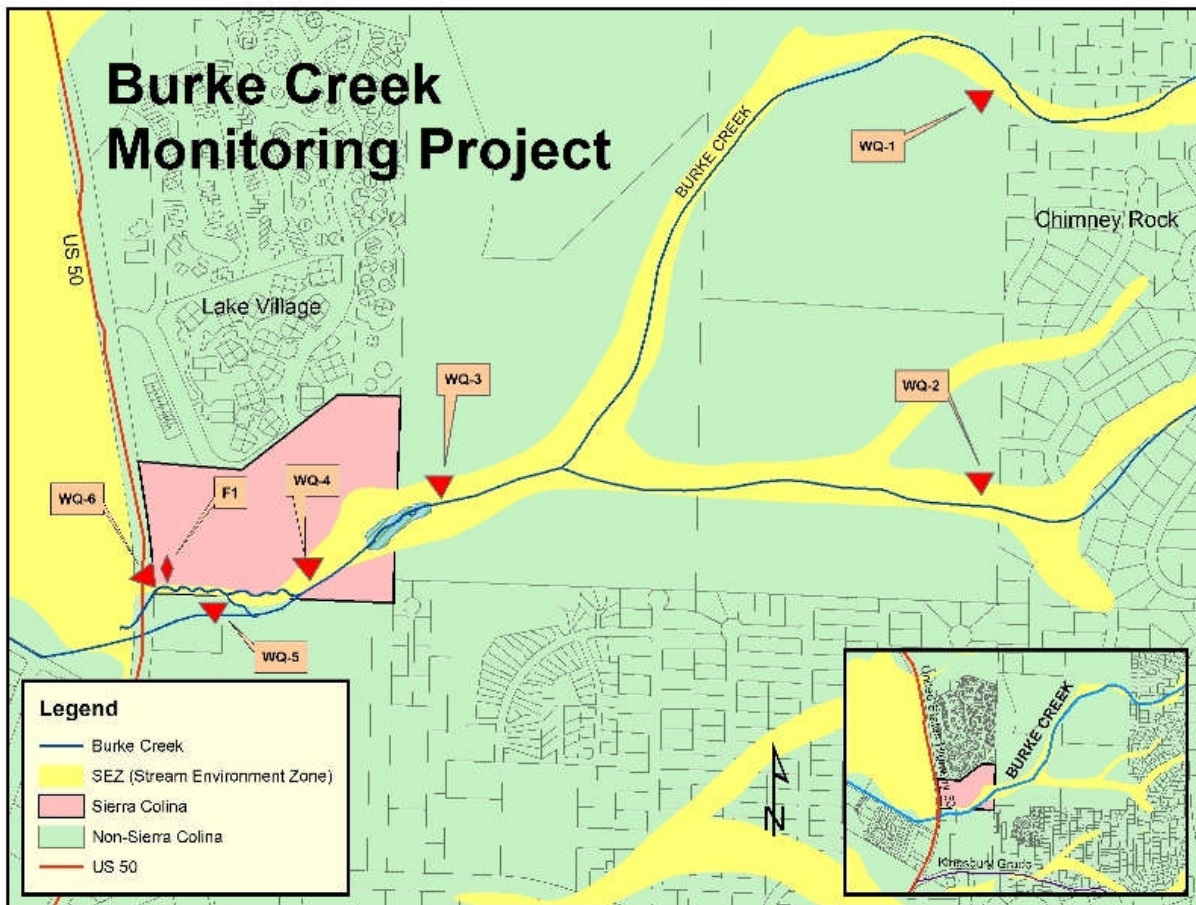 Burke Creek
Monitoring Project
BURKE CREEK
WQ-1
Chimney Rock
US 50
Lake Village
WQ-3
WQ-2
WQ-6
F1
WQ-4
WQ-5
Legend
Burke Creek
SEZ (Stream Environment Zone)
Sierra Colina
Non-Sierra Colina
US 50
N
BURKE CREEK
Kingsbury Grade